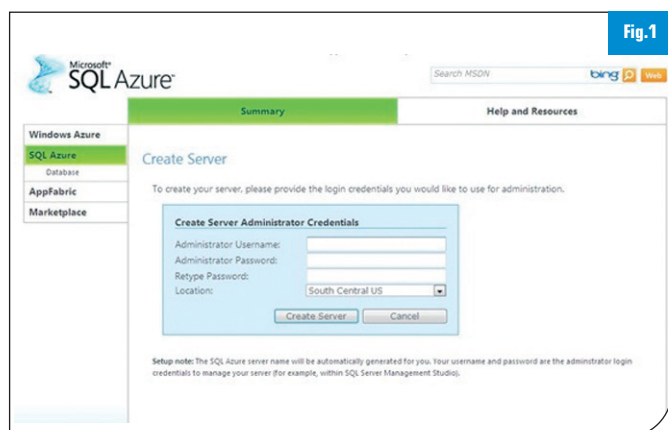 Fig.1
Microsoft®
SQL Azure™
Search MSDN
bing
Web
Summary
Help and Resources
Windows Azure
SQL Azure
Database
AppFabric
Marketplace
Create Server
To create your server, please provide the login credentials you would like to use for administration.
Create Server Administrator Credentials
Administrator Username:
Administrator Password:
Retype Password:
Location:
South Central US
Create Server
Cancel
Setup note: The SQL Azure server name will be automatically generated for you. Your username and password are the adminstrator login
credentials to manage your server (for example, within SQL Server Management Studio).